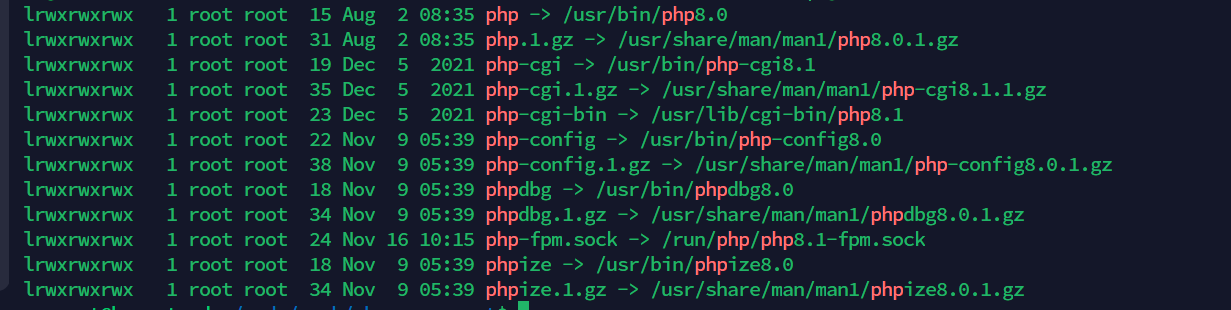 lrwxrwxrwx   1 root root  15 Aug  2 08:35 php -> /usr/bin/php8.0
lrwxrwxrwx   1 root root  31 Aug  2 08:35 php.1.gz -> /usr/share/man/man1/php8.0.1.gz
lrwxrwxrwx   1 root root  19 Dec  5  2021 php-cgi -> /usr/bin/php-cgi8.1
lrwxrwxrwx   1 root root  35 Dec  5  2021 php-cgi.1.gz -> /usr/share/man/man1/php-cgi8.1.1.gz
lrwxrwxrwx   1 root root  23 Dec  5  2021 php-cgi-bin -> /usr/lib/cgi-bin/php8.1
lrwxrwxrwx   1 root root  22 Nov  9 05:39 php-config -> /usr/bin/php-config8.0
lrwxrwxrwx   1 root root  38 Nov  9 05:39 php-config.1.gz -> /usr/share/man/man1/php-config8.0.1.gz
lrwxrwxrwx   1 root root  18 Nov  9 05:39 phpdbg -> /usr/bin/phpdbg8.0
lrwxrwxrwx   1 root root  34 Nov  9 05:39 phpdbg.1.gz -> /usr/share/man/man1/phpdbg8.0.1.gz
lrwxrwxrwx   1 root root  24 Nov 16 10:15 php-fpm.sock -> /run/php/php8.1-fpm.sock
lrwxrwxrwx   1 root root  18 Nov  9 05:39 phpize -> /usr/bin/phpize8.0
lrwxrwxrwx   1 root root  34 Nov  9 05:39 phpize.1.gz -> /usr/share/man/man1/phpize8.0.1.gz